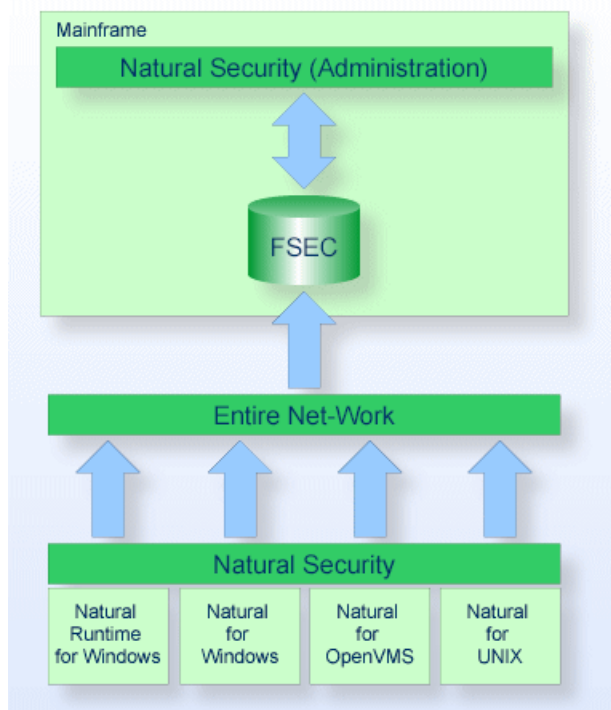 Mainframe
Natural Security (Administration)
FSEC
Entire Net-Work
Natural Security
Natural
Runtime
for Windows
Natural
for
Windows
Natural
for
OpenVMS
Natural
for
UNIX